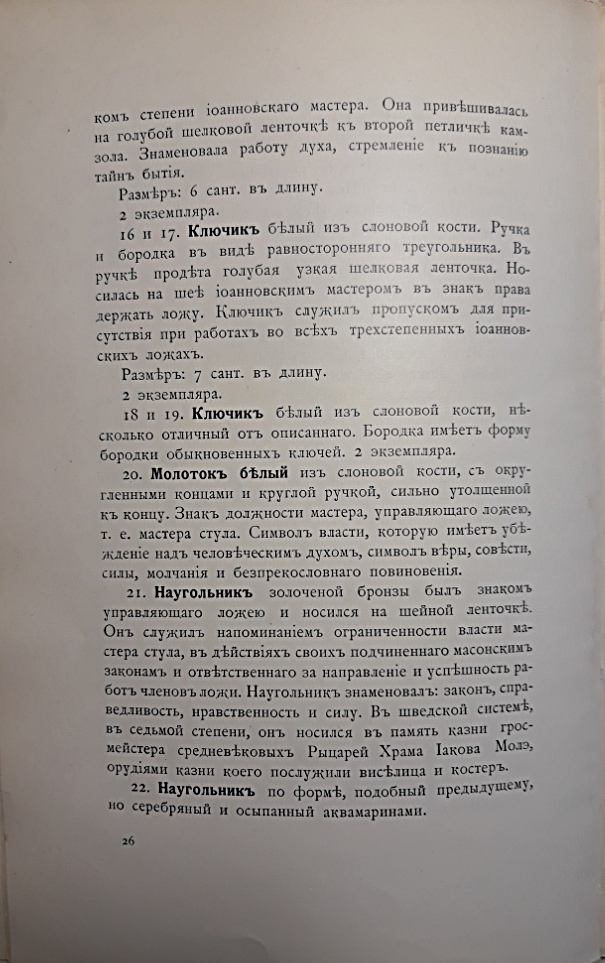 комъ степени іоанновскаго мастера. Она привѣшивалась
на голубой шелковой ленточкѣ къ второй петличкѣ кам-
зола. Знаменовала работу духа, стремленіе къ познанію
тайнъ бытія.
Размѣръ: 6 сант. въ длину.
2 экземпляра.
16 и 17. Ключикъ бѣлый изъ слоновой кости. Ручка
и бородка въ видѣ равносторонняго треугольника. Въ
ручкѣ продѣта голубая узкая шелковая ленточка. Но-
силась на шеѣ іоанновскимъ мастеромъ въ знакъ права
держать ложу. Ключикъ служилъ пропускомъ для при-
сутствія при работахъ во всѣхъ трехстепенныхъ іоаннов-
скихъ ложахъ.
Размѣръ: 7 сант. въ длину.
2 экземпляра.
18 и 19. Ключикъ бѣлый изъ слоновой кости, нѣ-
сколько отличный отъ описаннаго. Бородка имѣетъ форму
бородки обыкновенныхъ ключей. 2 экземпляра.
20. Молотокъ бѣлый изъ слоновой кости, съ окру-
гленными концами и круглой ручкой, сильно утолщенной
къ концу. Знакъ должности мастера, управляющаго ложею,
т. е. мастера стула. Символъ власти, которую имѣетъ убѣ-
жденіе надъ человѣческимъ духомъ, символъ вѣры, совѣсти,
силы, молчанія и безпрекословнаго повиновенія.
21. Наугольникъ золоченой бронзы былъ знакомъ
управляющаго ложею и носился на шейной ленточкѣ.
Онъ служилъ напоминаніемъ ограниченности власти ма-
стера стула, въ дѣйствіяхъ своихъ подчиненнаго масонскимъ
законамъ и отвѣтственнаго за направленіе и успѣшность ра-
ботъ членовъ ложи. Наугольникъ знаменовалъ: законъ, спра-
ведливость, нравственность и силу. Въ шведской системѣ,
въ седьмой степени, онъ носился въ память казни грос-
мейстера средневѣковыхъ Рыцарей Храма Іакова Молэ,
орудіями казни коего послужили висѣлица и костеръ.
22. Наугольникъ по формѣ, подобный предыдущему,
но серебряный и осыпанный аквамаринами.
26